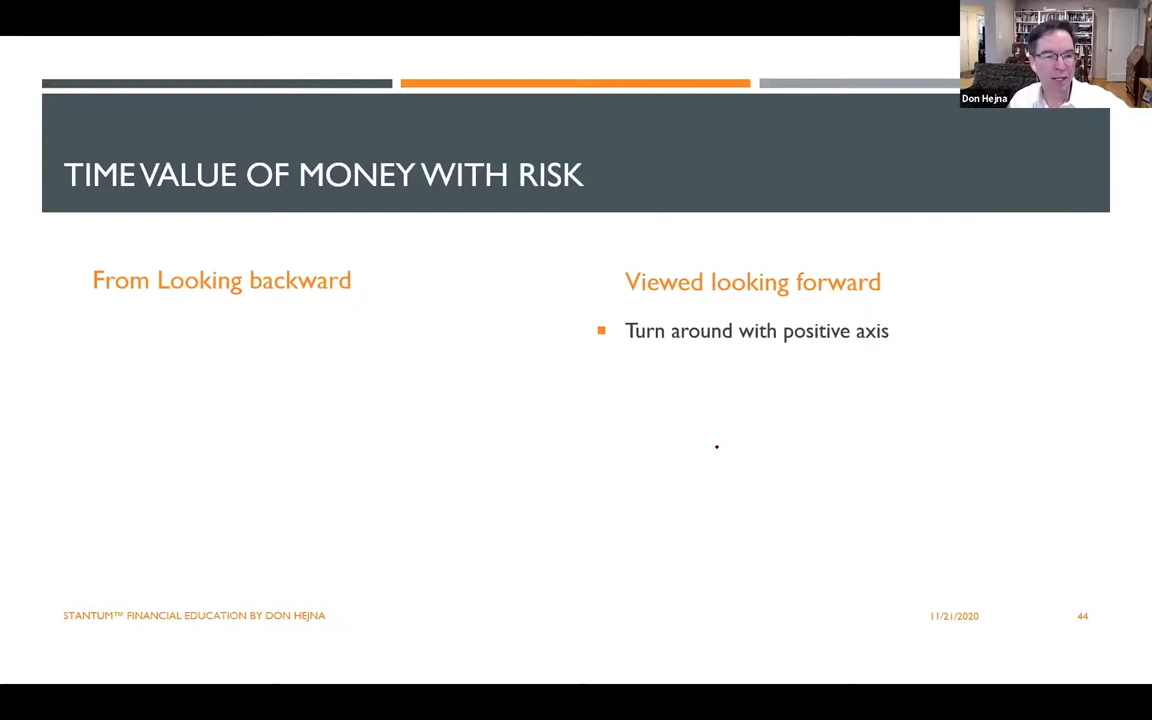 Don Hejna
TIME VALUE OF MONEY WITH RISK
From Looking backward
Viewed looking forward
Turn around with positive axis
STANTUM™ FINANCIAL EDUCATION BY DON HEJNA
11/21/2020
44